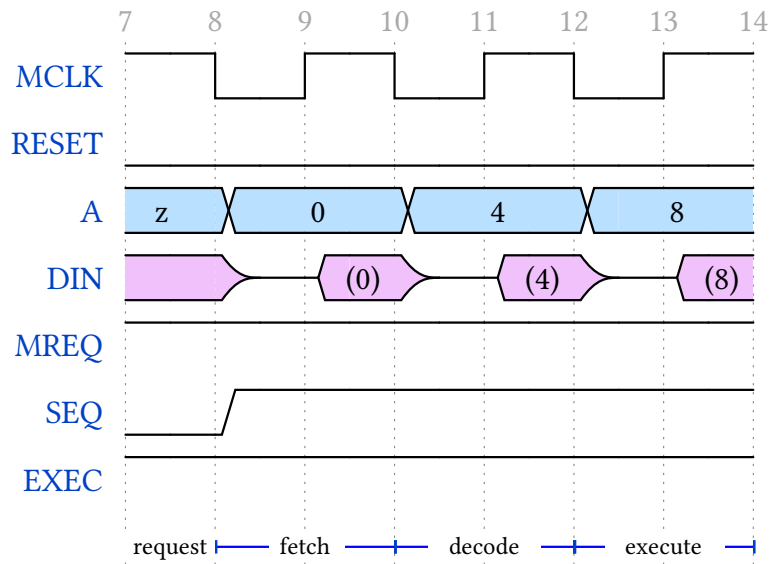 7 8 9 10 11 12 13 14
MCLK
RESET
A z 0 4 8
DIN (0) (4) (8)
MREQ
SEQ
EXEC
request fetch decode execute